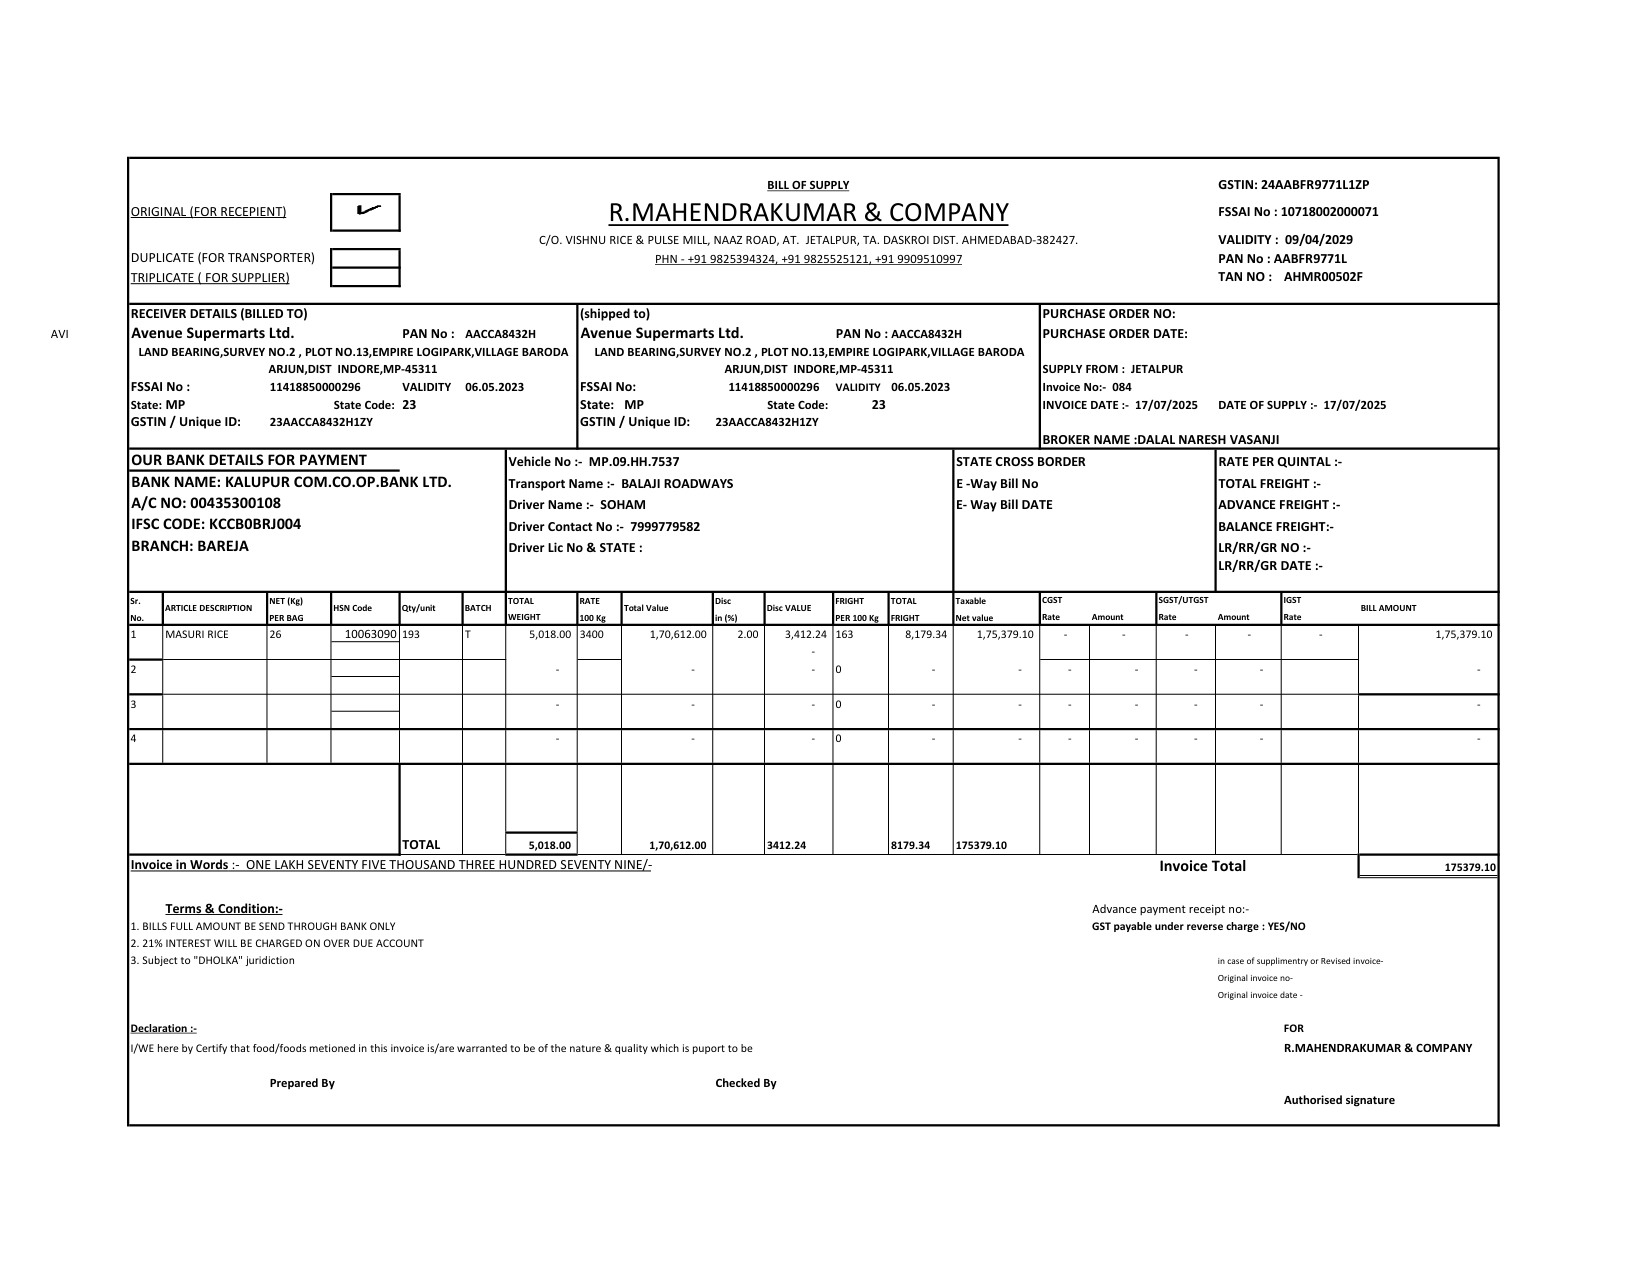 BILL OF SUPPLY
GSTIN: 24AABFR9771L1ZP
ORIGINAL (FOR RECEPIENT)
R.MAHENDRAKUMAR & COMPANY
FSSAI No : 10718002000071
C/O. VISHNU RICE & PULSE MILL, NAAZ ROAD, AT. JETALPUR, TA. DASKROI DIST. AHMEDABAD-382427.
VALIDITY : 09/04/2029
DUPLICATE (FOR TRANSPORTER)
PHN - +91 9825394324, +91 9825525121, +91 9909510997
PAN No : AABFR9771L
TRIPLICATE ( FOR SUPPLIER)
TAN NO : AHMR00502F
AVI
RECEIVER DETAILS (BILLED TO)
Avenue Supermarts Ltd. PAN No : AACCA8432H
LAND BEARING,SURVEY NO.2 , PLOT NO.13,EMPIRE LOGIPARK,VILLAGE BARODA
ARJUN,DIST INDORE,MP-45311
FSSAI No : 11418850000296 VALIDITY 06.05.2023
State: MP State Code: 23
GSTIN / Unique ID: 23AACCA8432H1ZY
(shipped to)
Avenue Supermarts Ltd. PAN No : AACCA8432H
LAND BEARING,SURVEY NO.2 , PLOT NO.13,EMPIRE LOGIPARK,VILLAGE BARODA
ARJUN,DIST INDORE,MP-45311
FSSAI No: 11418850000296 VALIDITY 06.05.2023
State: MP State Code: 23
GSTIN / Unique ID: 23AACCA8432H1ZY
PURCHASE ORDER NO:
PURCHASE ORDER DATE:
SUPPLY FROM : JETALPUR
Invoice No:- 084
INVOICE DATE :- 17/07/2025 DATE OF SUPPLY :- 17/07/2025
BROKER NAME :DALAL NARESH VASANJI
OUR BANK DETAILS FOR PAYMENT
BANK NAME: KALUPUR COM.CO.OP.BANK LTD.
A/C NO: 00435300108
IFSC CODE: KCCB0BRJ004
BRANCH: BAREJA
Vehicle No :- MP.09.HH.7537
Transport Name :- BALAJI ROADWAYS
Driver Name :- SOHAM
Driver Contact No :- 7999779582
Driver Lic No & STATE :
STATE CROSS BORDER
E -Way Bill No
E- Way Bill DATE
RATE PER QUINTAL :-
TOTAL FREIGHT :-
ADVANCE FREIGHT :-
BALANCE FREIGHT:-
LR/RR/GR NO :-
LR/RR/GR DATE :-
Sr. No. ARTICLE DESCRIPTION NET (Kg) PER BAG HSN Code Qty/unit BATCH TOTAL WEIGHT RATE 100 Kg Total Value Disc in (%) Disc VALUE FRIGHT PER 100 Kg TOTAL FRIGHT Taxable Net value CGST Rate Amount SGST/UTGST Rate Amount IGST Rate BILL AMOUNT
1 MASURI RICE 26 10063090 193 T 5,018.00 3400 1,70,612.00 2.00 3,412.24 163 8,179.34 1,75,379.10 - - - - - 1,75,379.10
-
2 - - - 0 - - - - - - -
3 - - - 0 - - - - - - -
4 - - - 0 - - - - - - -
TOTAL 5,018.00 1,70,612.00 3412.24 8179.34 175379.10
Invoice in Words :- ONE LAKH SEVENTY FIVE THOUSAND THREE HUNDRED SEVENTY NINE/- Invoice Total 175379.10
Terms & Condition:-
1. BILLS FULL AMOUNT BE SEND THROUGH BANK ONLY
2. 21% INTEREST WILL BE CHARGED ON OVER DUE ACCOUNT
3. Subject to "DHOLKA" juridiction
Advance payment receipt no:-
GST payable under reverse charge : YES/NO
in case of supplimentry or Revised invoice-
Original invoice no-
Original invoice date -
Declaration :-
I/WE here by Certify that food/foods metioned in this invoice is/are warranted to be of the nature & quality which is puport to be
FOR
R.MAHENDRAKUMAR & COMPANY
Prepared By Checked By
Authorised signature